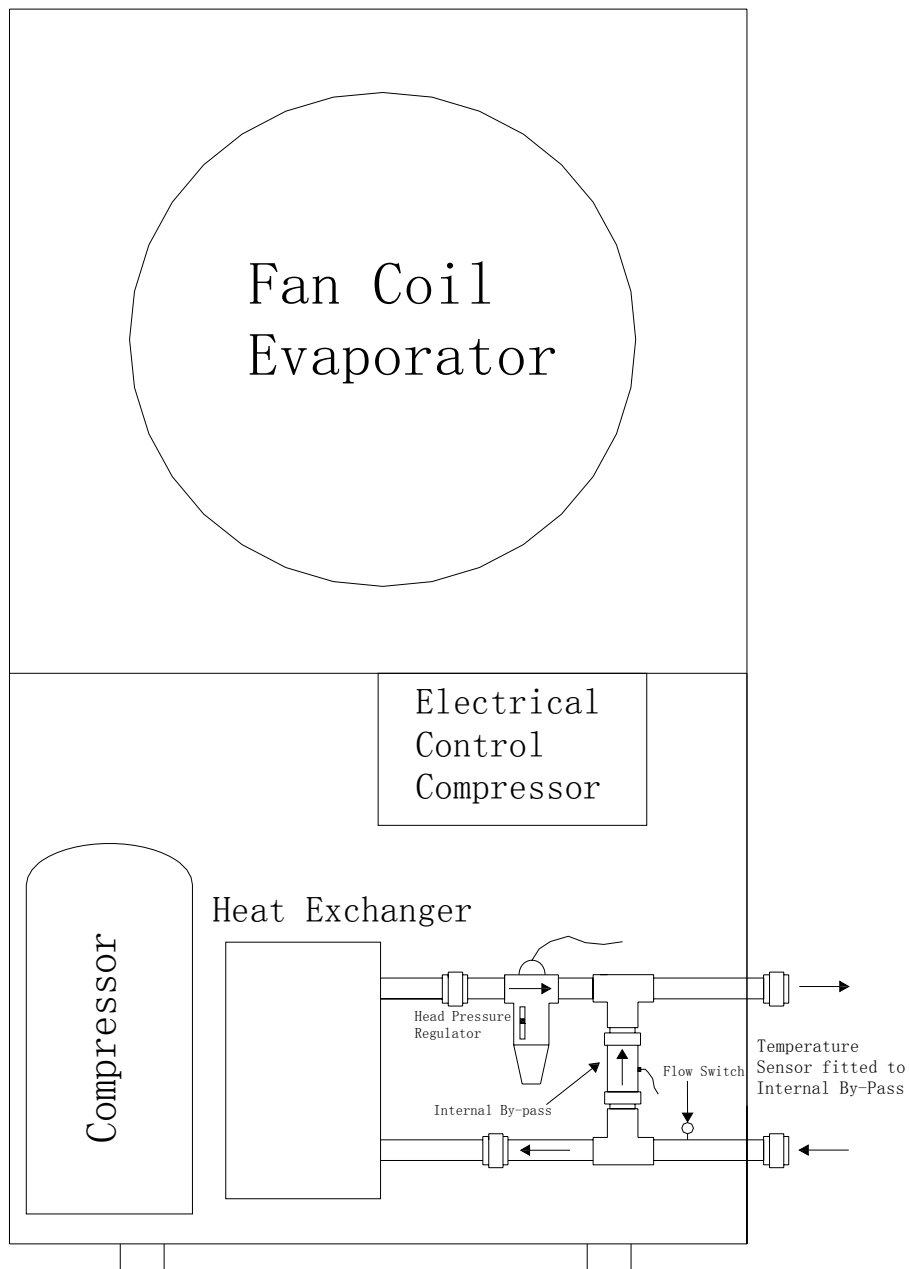 Fan Coil
Evaporator
Electrical
Control
Compressor
Heat Exchanger
Compressor
Head Pressure
Regulator
Temperature
Sensor fitted to
Internal By-Pass
Flow Switch
Internal By-pass